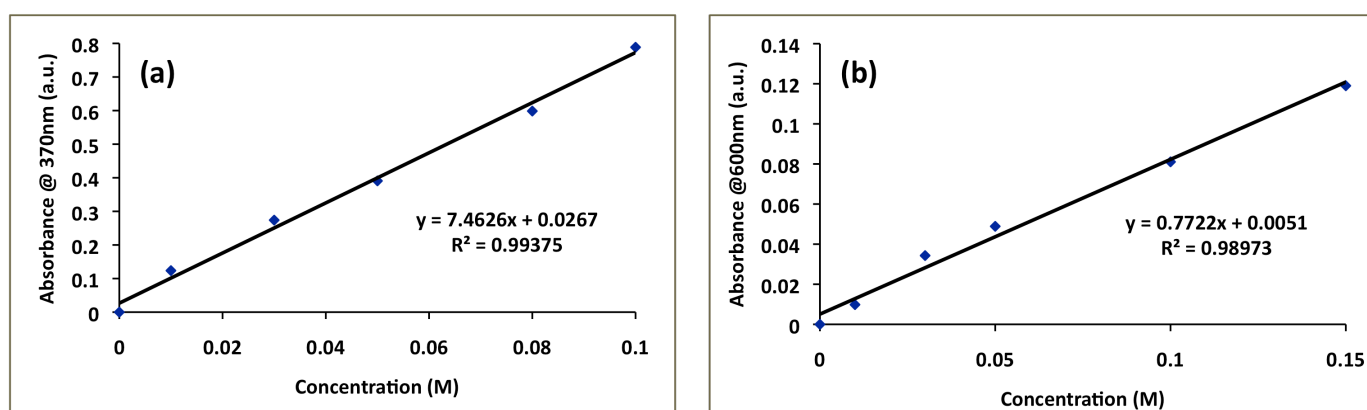 (a)
Absorbance @ 370nm (a.u.)
0.8
0.7
0.6
0.5
0.4
0.3
0.2
0.1
0
y = 7.4626x + 0.0267
R² = 0.99375
0 0.02 0.04 0.06 0.08 0.1
Concentration (M)
(b)
Absorbance @600nm (a.u.)
0.14
0.12
0.1
0.08
0.06
0.04
0.02
0
y = 0.7722x + 0.0051
R² = 0.98973
0 0.05 0.1 0.15
Concentration (M)